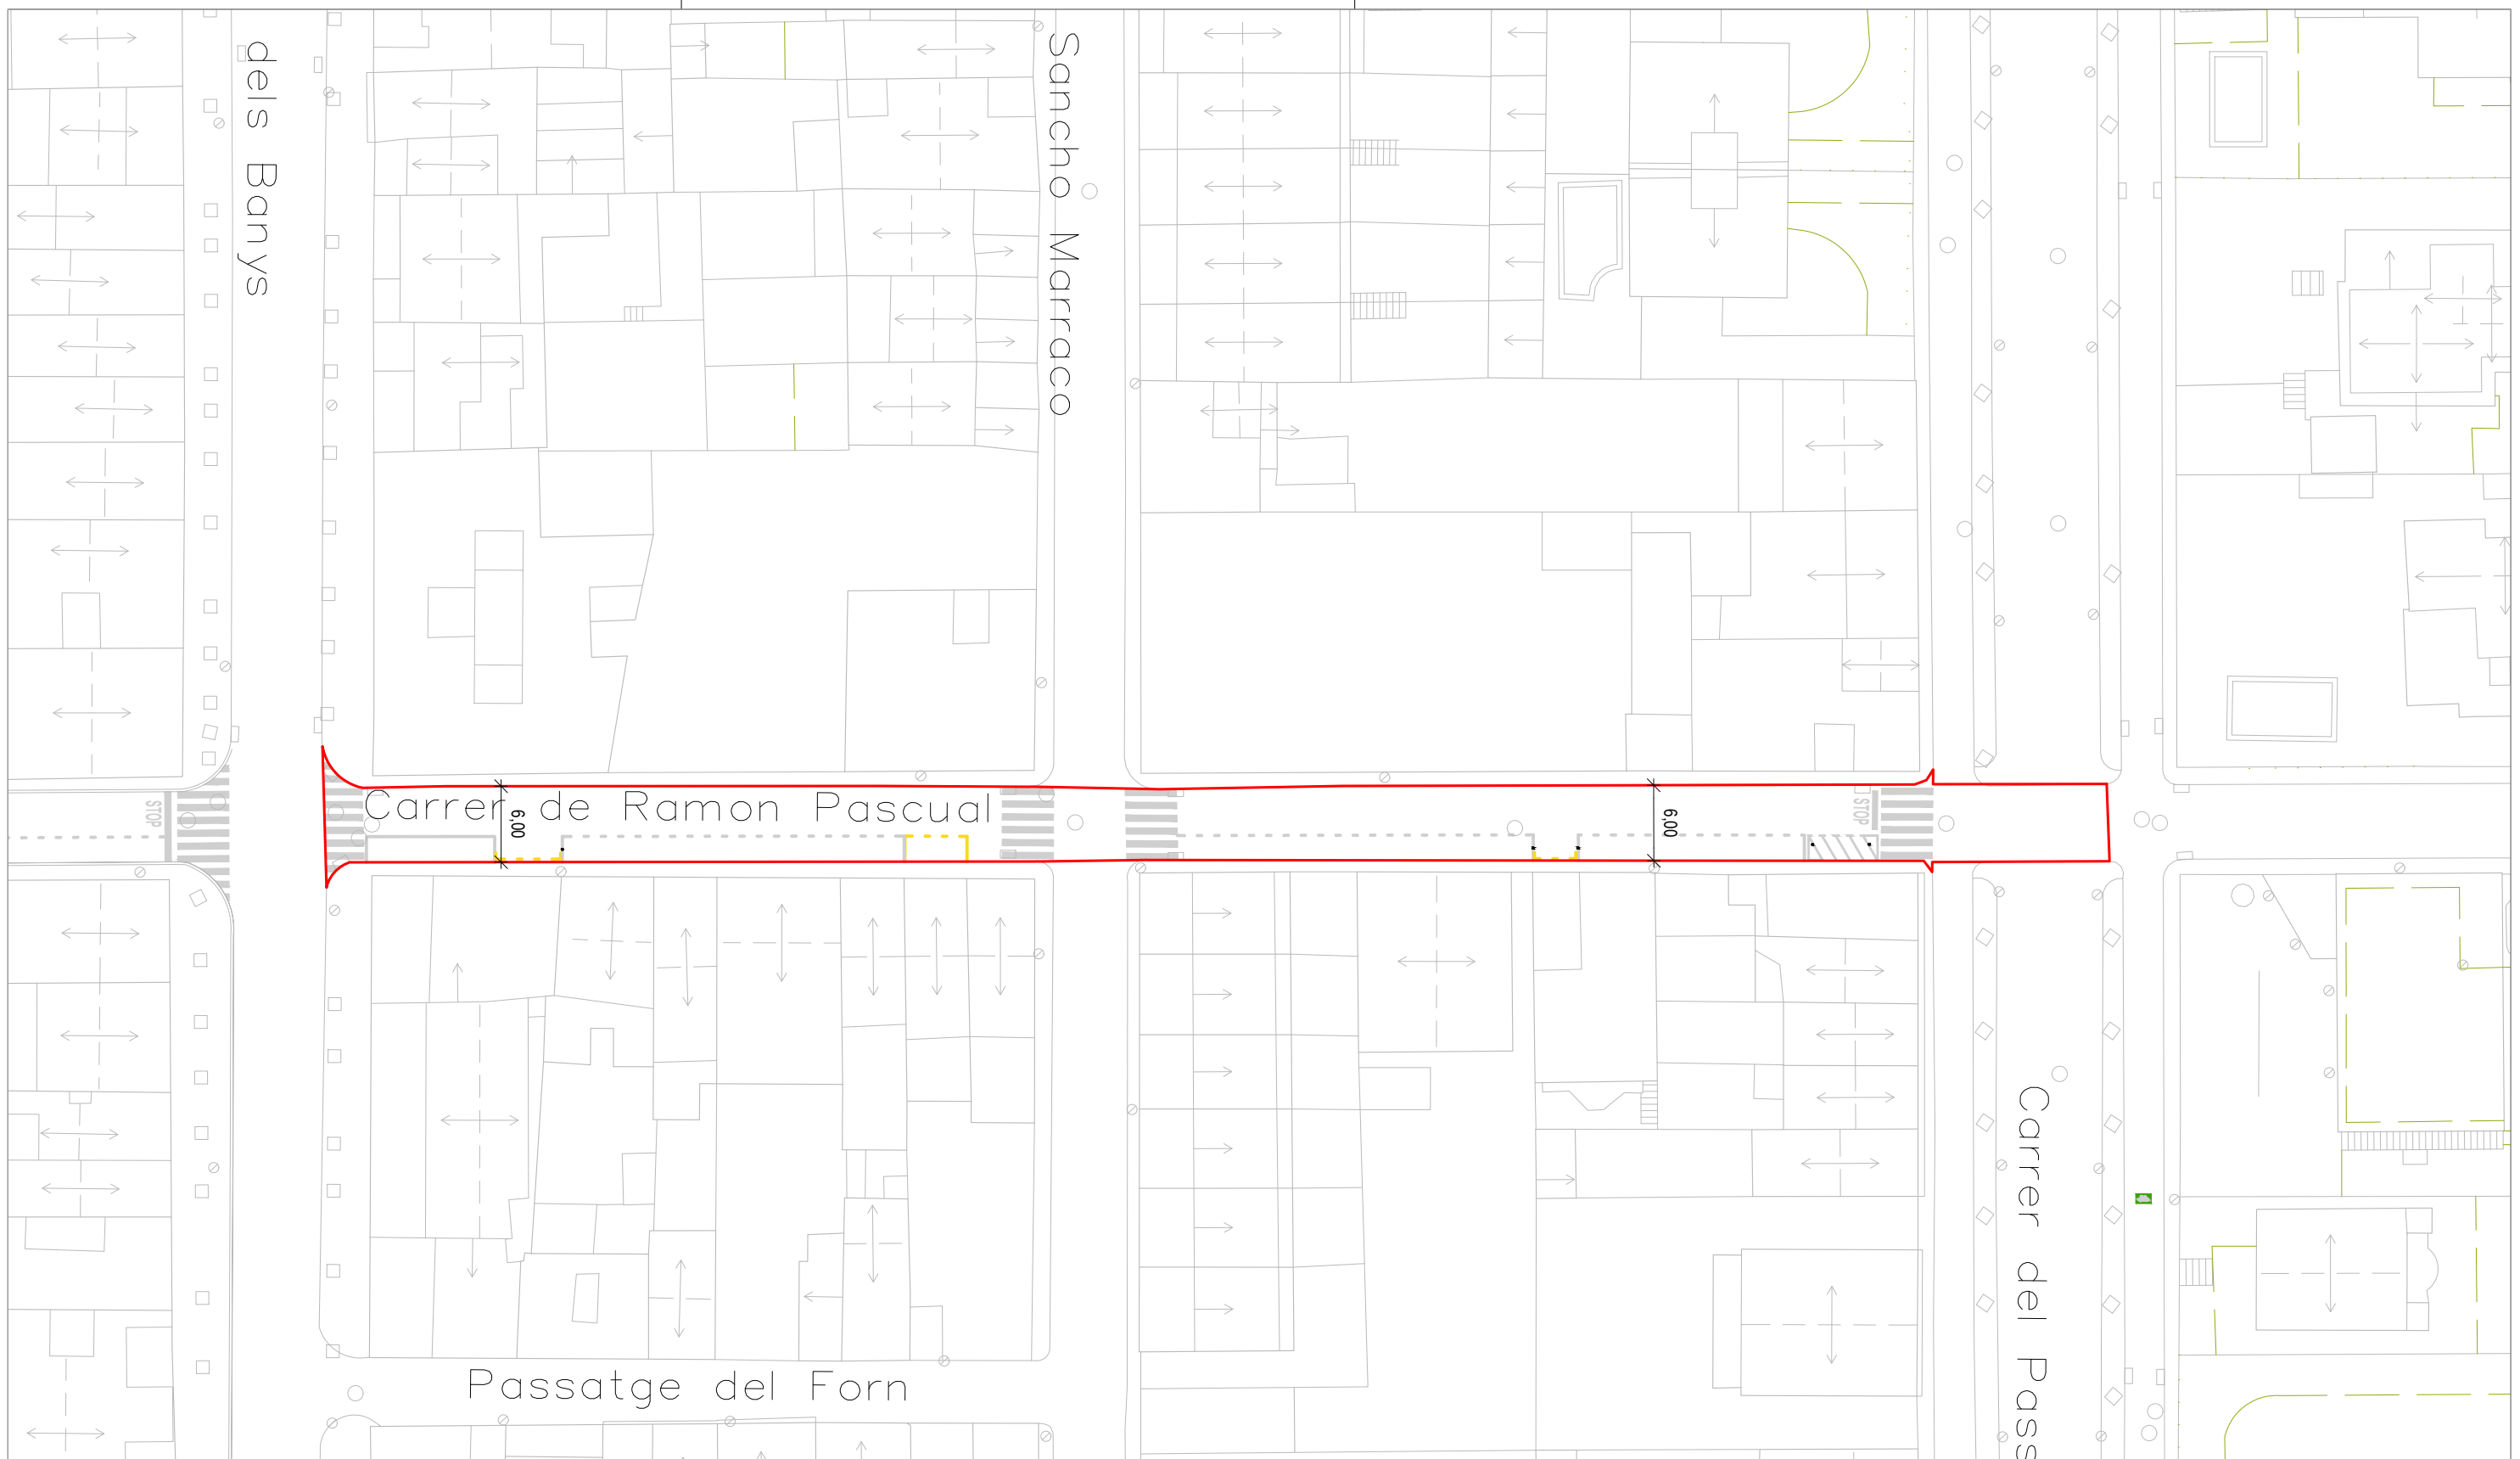 dels Banys
Sancho Marraco
STOP
Carrer de Ramon Pascual
6,00
6,00
STOP
Carrer del Pass
Passatge del Forn